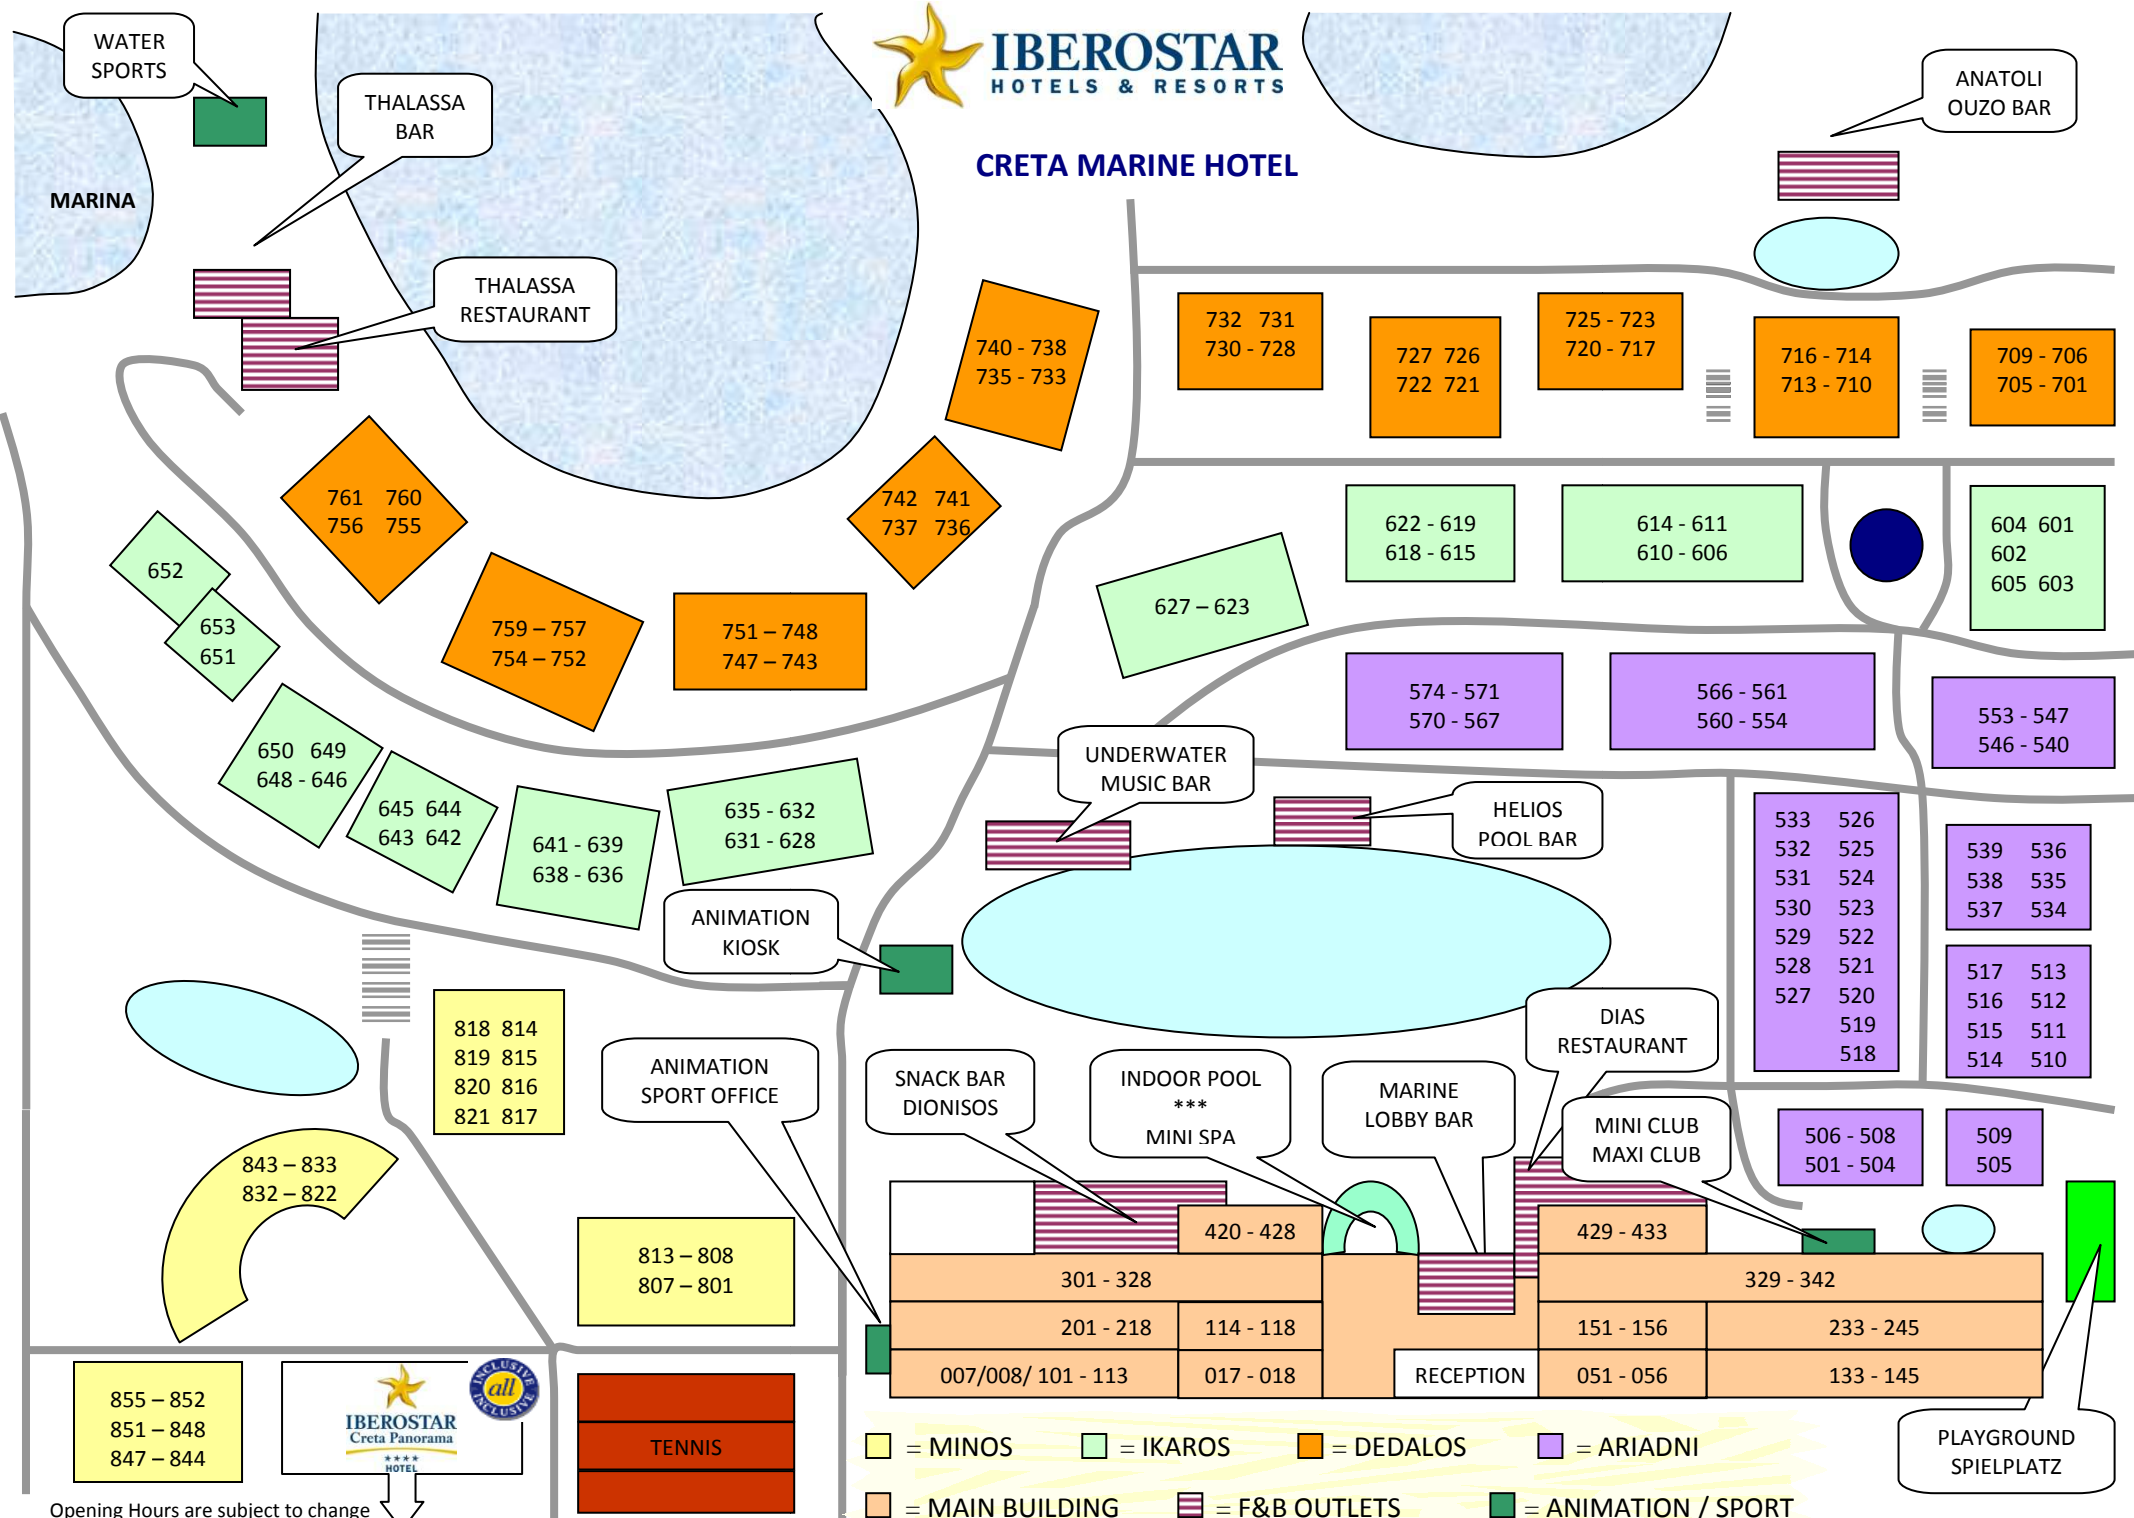 WATER
SPORTS
THALASSA
BAR
IBEROSTAR
HOTELS & RESORTS
CRETA MARINE HOTEL
ANATOLI
OUZO BAR
MARINA
THALASSA
RESTAURANT
740 - 738
735 - 733
732 731
730 - 728
727 726
722 721
725 - 723
720 - 717
716 - 714
713 - 710
709 - 706
705 - 701
761 760
756 755
742 741
737 736
622 - 619
618 - 615
614 - 611
610 - 606
604 601
602
605 603
652
653
651
759 – 757
754 – 752
751 – 748
747 – 743
627 – 623
574 - 571
570 - 567
566 - 561
560 - 554
553 - 547
546 - 540
650 649
648 - 646
645 644
643 642
641 - 639
638 - 636
635 - 632
631 - 628
UNDERWATER
MUSIC BAR
HELIOS
POOL BAR
533 526
532 525
531 524
530 523
529 522
528 521
527 520
519
518
539 536
538 535
537 534
517 513
516 512
515 511
514 510
ANIMATION
KIOSK
818 814
819 815
820 816
821 817
ANIMATION
SPORT OFFICE
SNACK BAR
DIONISOS
INDOOR POOL
***
MINI SPA
MARINE
LOBBY BAR
DIAS
RESTAURANT
MINI CLUB
MAXI CLUB
506 - 508
501 - 504
509
505
843 – 833
832 – 822
813 – 808
807 – 801
420 - 428
429 - 433
301 - 328
329 - 342
201 - 218
114 - 118
151 - 156
233 - 245
007/008/ 101 - 113
017 - 018
RECEPTION
051 - 056
133 - 145
855 – 852
851 – 848
847 – 844
IBEROSTAR
Creta Panorama
★★★★
HOTEL
ALL INCLUSIVE
all
INCLUSIVE
TENNIS
= MINOS
= IKAROS
= DEDALOS
= ARIADNI
PLAYGROUND
SPIELPLATZ
Opening Hours are subject to change
= MAIN BUILDING
= F&B OUTLETS
= ANIMATION / SPORT